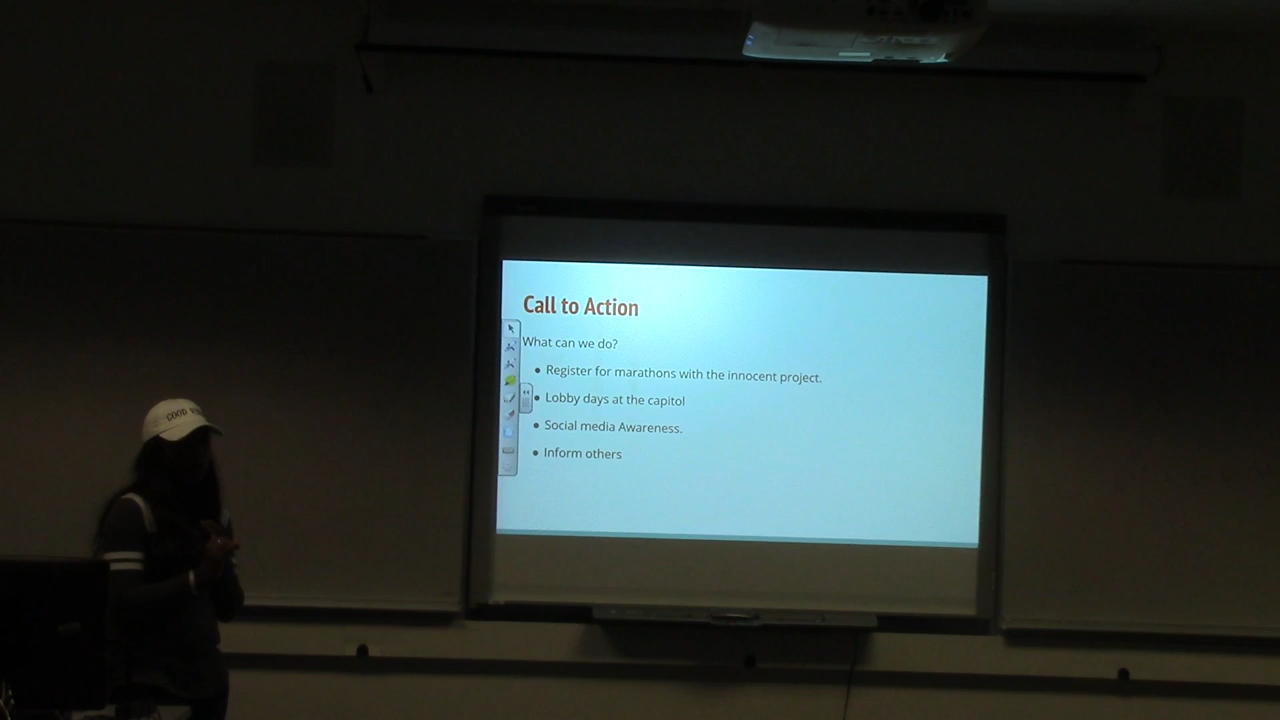 GOOD
Call to Action
What can we do?
● Register for marathons with the innocent project.
● Lobby days at the capitol
● Social media Awareness.
● Inform others